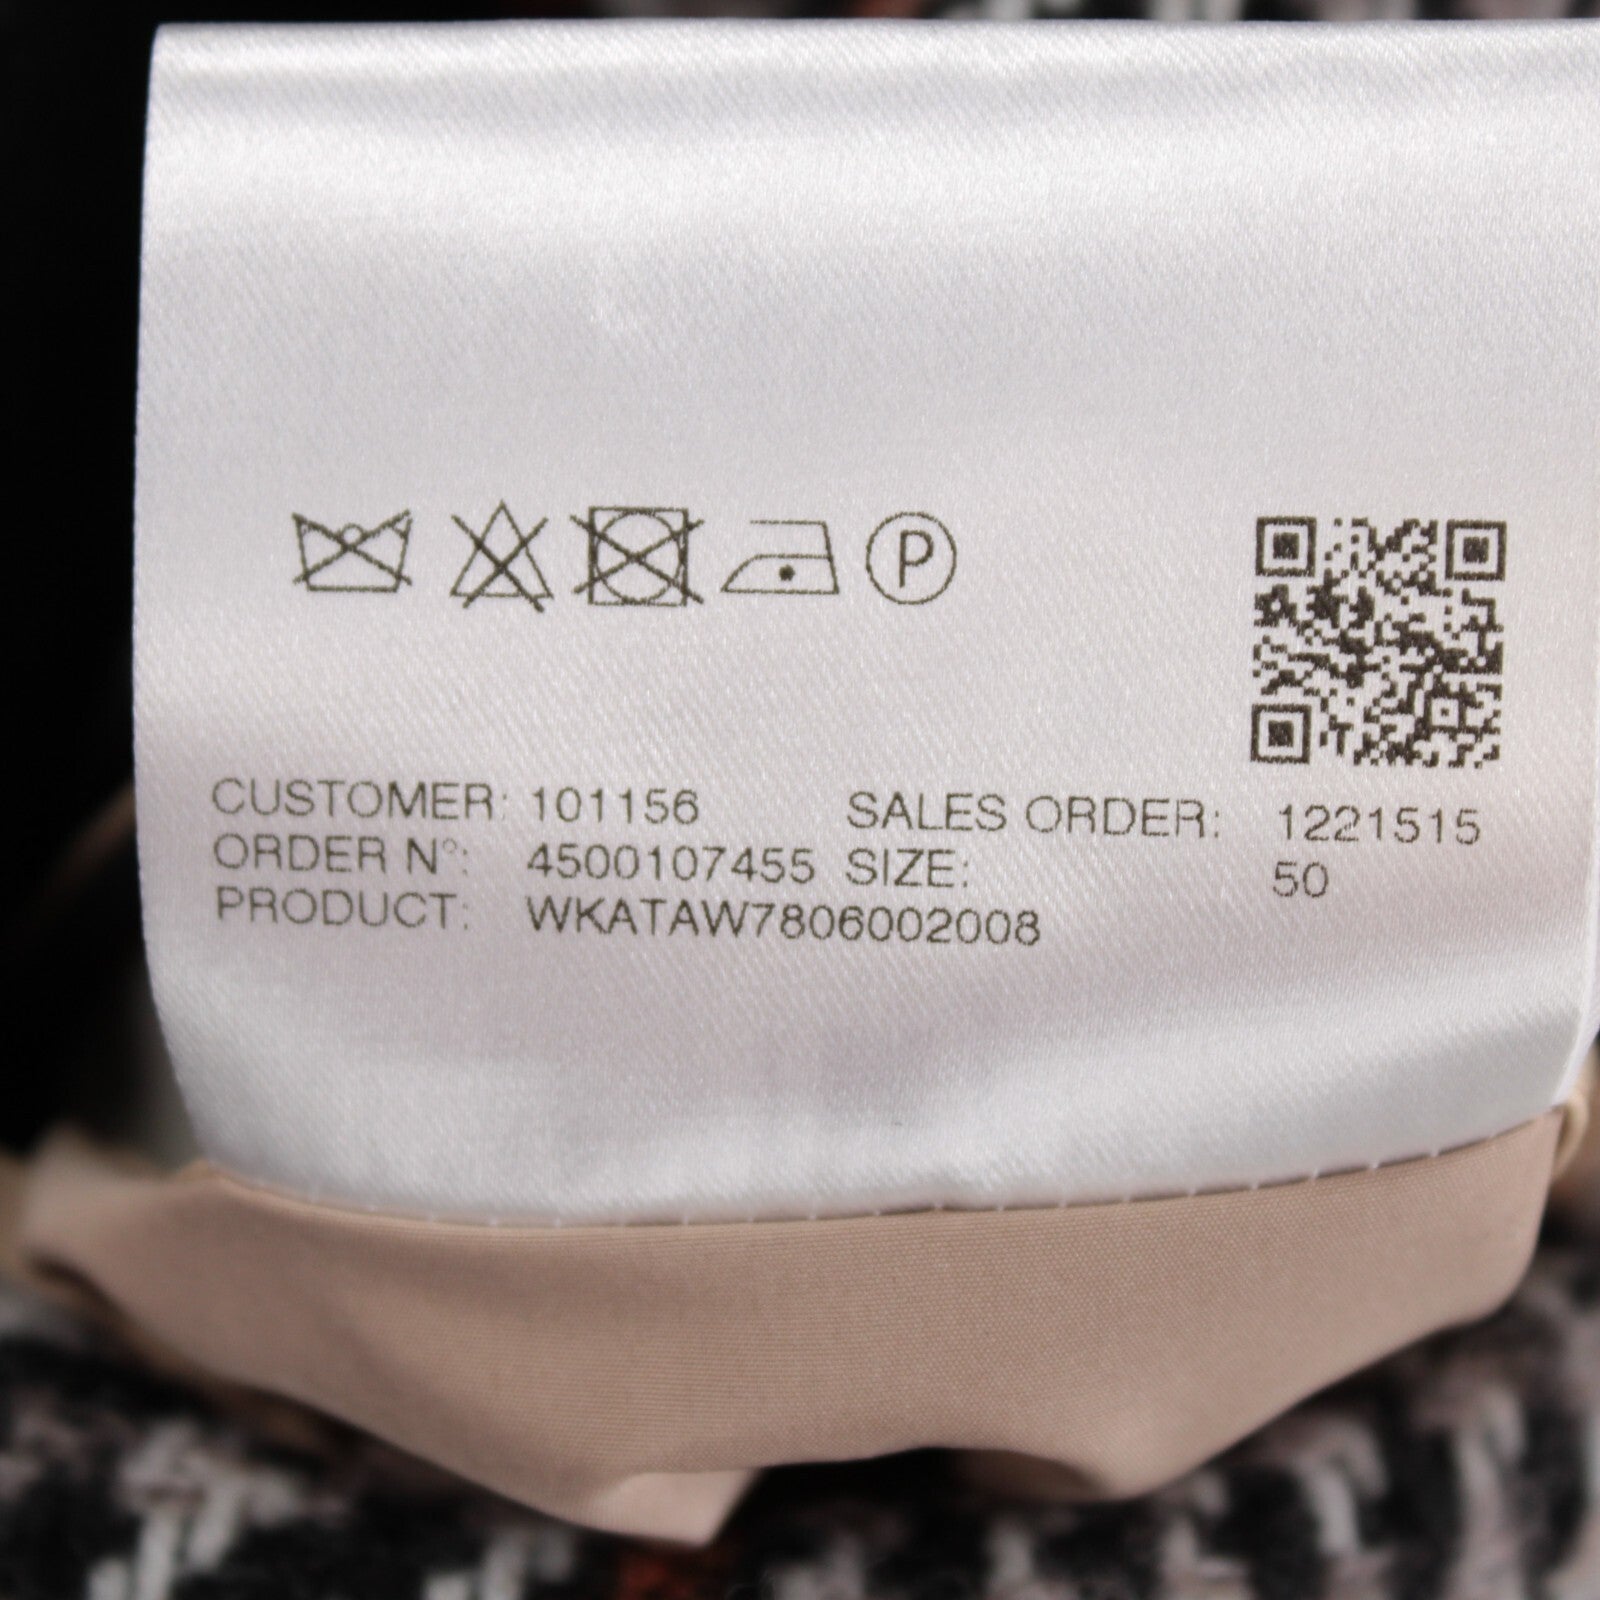 P
CUSTOMER: 101156 SALES ORDER: 1221515
ORDER N°: 4500107455 SIZE: 50
PRODUCT: WKATAW7806002008